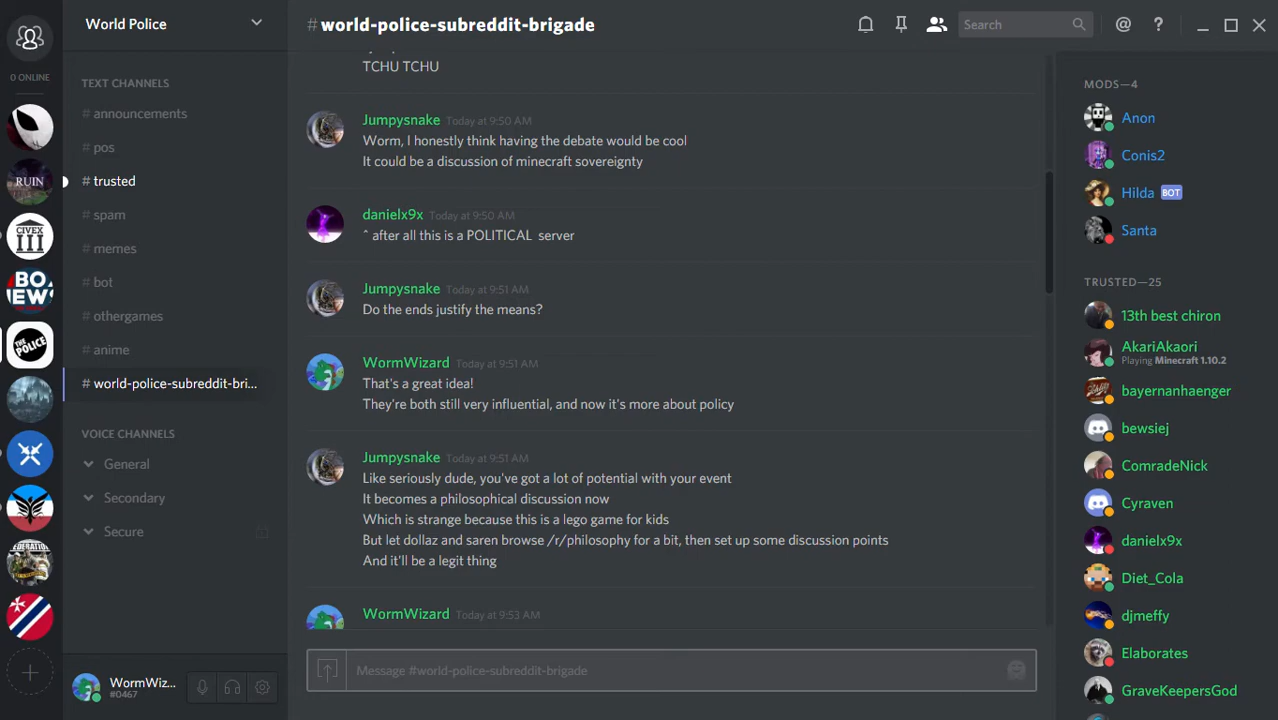 World Police
#world-police-subreddit-brigade
Search
@
?
0 ONLINE
RUIN
CIVEX
BO
NEW
THE
POLICE
TEXT CHANNELS
# announcements
# pos
# trusted
# spam
# memes
# bot
# othergames
# anime
# world-police-subreddit-bri...
VOICE CHANNELS
General
Secondary
Secure
WormWiz...
#0467
TCHU TCHU
Jumpysnake Today at 9:50 AM
Worm, I honestly think having the debate would be cool
It could be a discussion of minecraft sovereignty
danielx9x Today at 9:50 AM
^ after all this is a POLITICAL server
Jumpysnake Today at 9:51 AM
Do the ends justify the means?
WormWizard Today at 9:51 AM
That's a great idea!
They're both still very influential, and now it's more about policy
Jumpysnake Today at 9:51 AM
Like seriously dude, you've got a lot of potential with your event
It becomes a philosophical discussion now
Which is strange because this is a lego game for kids
But let dollaz and saren browse /r/philosophy for a bit, then set up some discussion points
And it'll be a legit thing
WormWizard Today at 9:53 AM
Message #world-police-subreddit-brigade
MODS—4
Anon
Conis2
Hilda BOT
Santa
TRUSTED—25
13th best chiron
AkariAkaori
Playing Minecraft 1.10.2
bayernanhaenger
bewsiej
ComradeNick
Cyraven
danielx9x
Diet_Cola
djmeffy
Elaborates
GraveKeepersGod